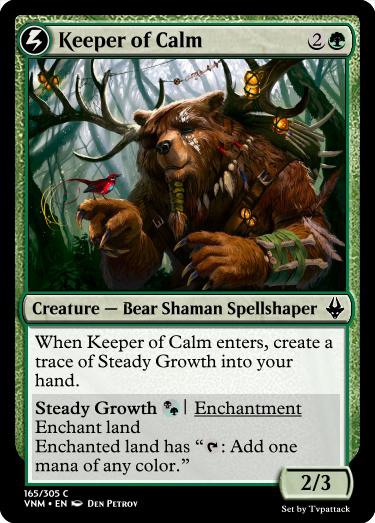 Keeper of Calm 2
Creature — Bear Shaman Spellshaper
When Keeper of Calm enters, create a
trace of Steady Growth into your
hand.
Steady Growth | Enchantment
Enchant land
Enchanted land has “: Add one
mana of any color.”
2/3
165/305 C
VNM • EN Den Petrov
Set by Tvpattack